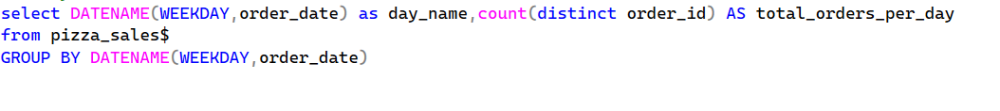 select DATENAME(WEEKDAY,order_date) as day_name,count(distinct order_id) AS total_orders_per_day
from pizza_sales$
GROUP BY DATENAME(WEEKDAY,order_date)